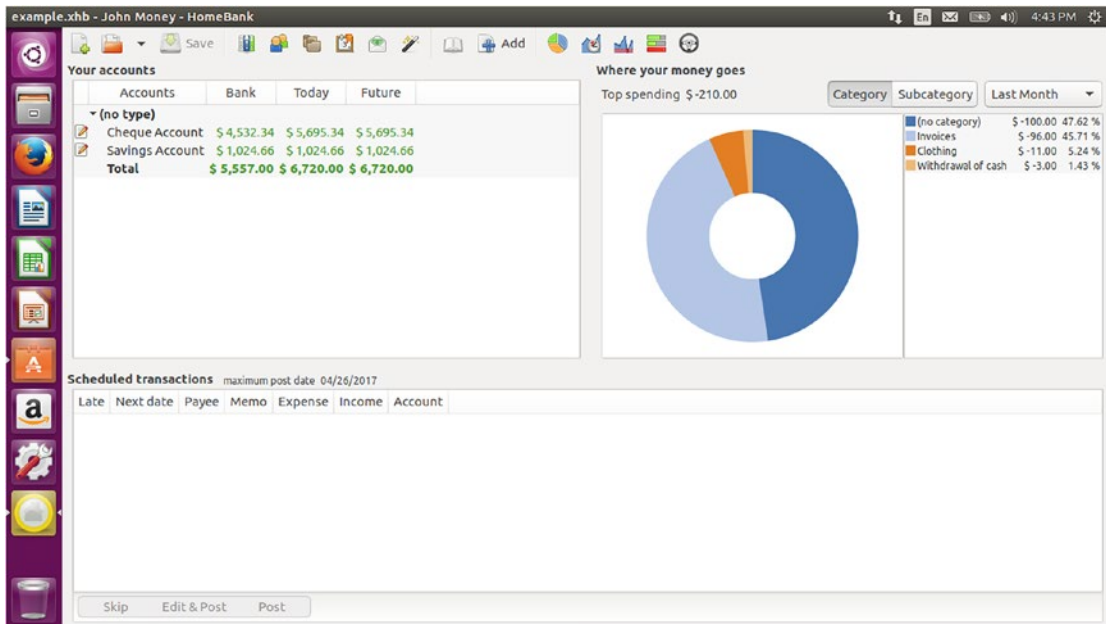 example.xhb - John Money - HomeBank
En
4:43 PM
Save
Add
Your accounts
Accounts Bank Today Future
(no type)
Cheque Account $ 4,532.34 $ 5,695.34 $ 5,695.34
Savings Account $ 1,024.66 $ 1,024.66 $ 1,024.66
Total $ 5,557.00 $ 6,720.00 $ 6,720.00
Where your money goes
Top spending $ -210.00
Category Subcategory Last Month
(no category) $ -100.00 47.62 %
Invoices $ -96.00 45.71 %
Clothing $ -11.00 5.24 %
Withdrawal of cash $ -3.00 1.43 %
Scheduled transactions maximum post date 04/26/2017
Late Next date Payee Memo Expense Income Account
Skip Edit & Post Post
A
a